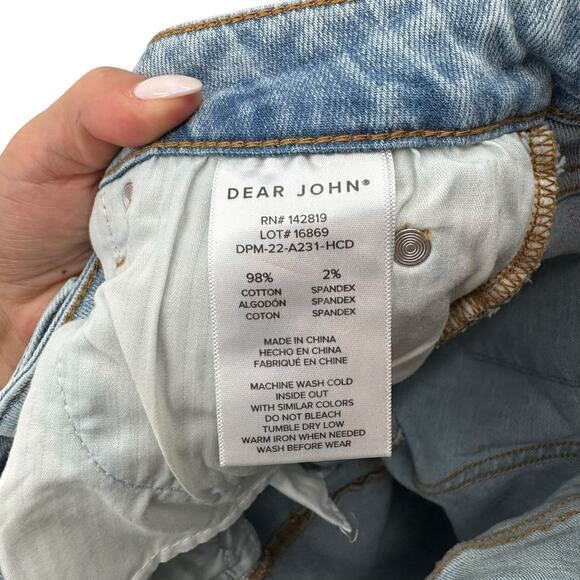 DEAR JOHN®
RN# 142819
LOT# 16869
DPM-22-A231-HCD
98% 2%
COTTON SPANDEX
ALGODÓN SPANDEX
COTON SPANDEX
MADE IN CHINA
HECHO EN CHINA
FABRIQUÉ EN CHINE
MACHINE WASH COLD
INSIDE OUT
WITH SIMILAR COLORS
DO NOT BLEACH
TUMBLE DRY LOW
WARM IRON WHEN NEEDED
WASH BEFORE WEAR